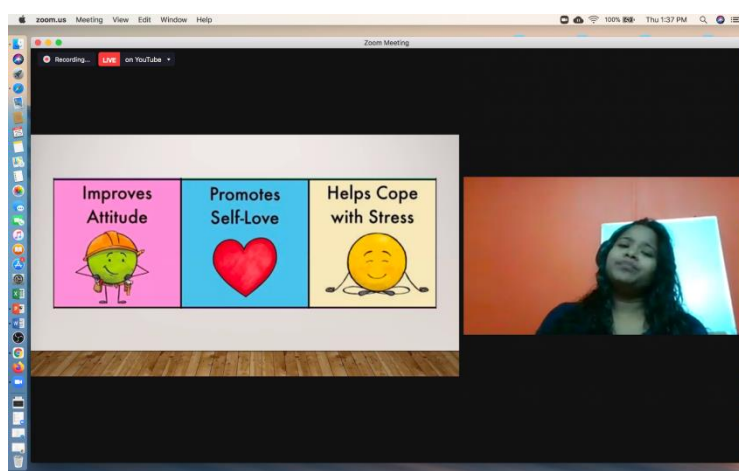 zoom.us Meeting View Edit Window Help
100% Thu 1:37 PM
Zoom Meeting
Recording... LIVE on YouTube
Improves
Attitude
Promotes
Self-Love
Helps Cope
with Stress